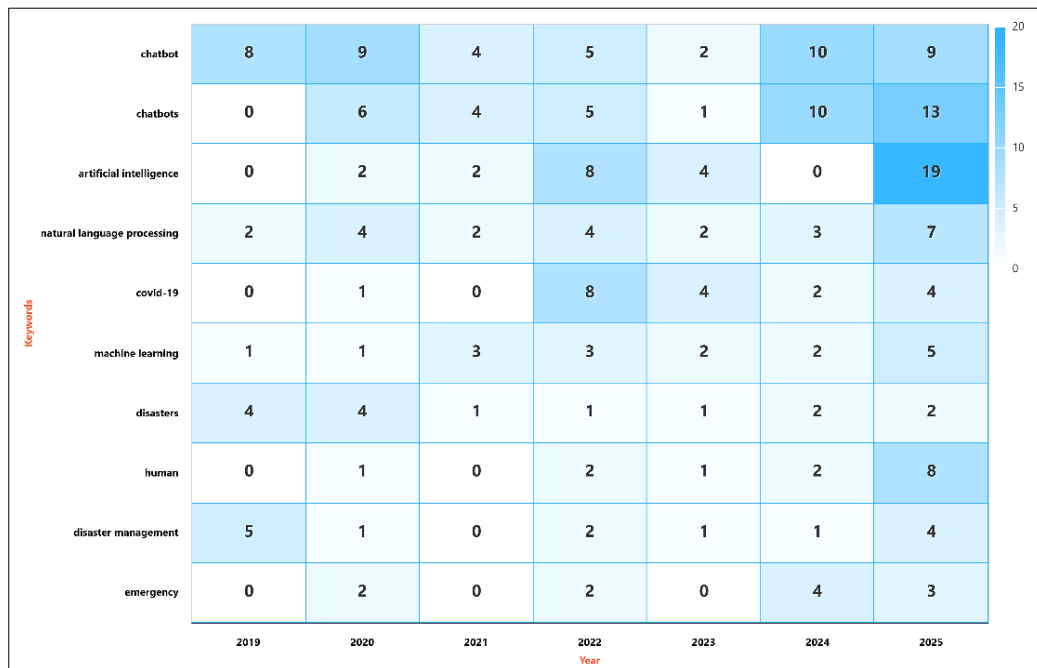 chatbot 8 9 4 5 2 10 9
chatbots 0 6 4 5 1 10 13
artificial intelligence 0 2 2 8 4 0 19
natural language processing 2 4 2 4 2 3 7
covid-19 0 1 0 8 4 2 4
machine learning 1 1 3 3 2 2 5
disasters 4 4 1 1 1 2 2
human 0 1 0 2 1 2 8
disaster management 5 1 0 2 1 1 4
emergency 0 2 0 2 0 4 3
2019 2020 2021 2022 2023 2024 2025
Year
Keywords
20
15
10
5
0